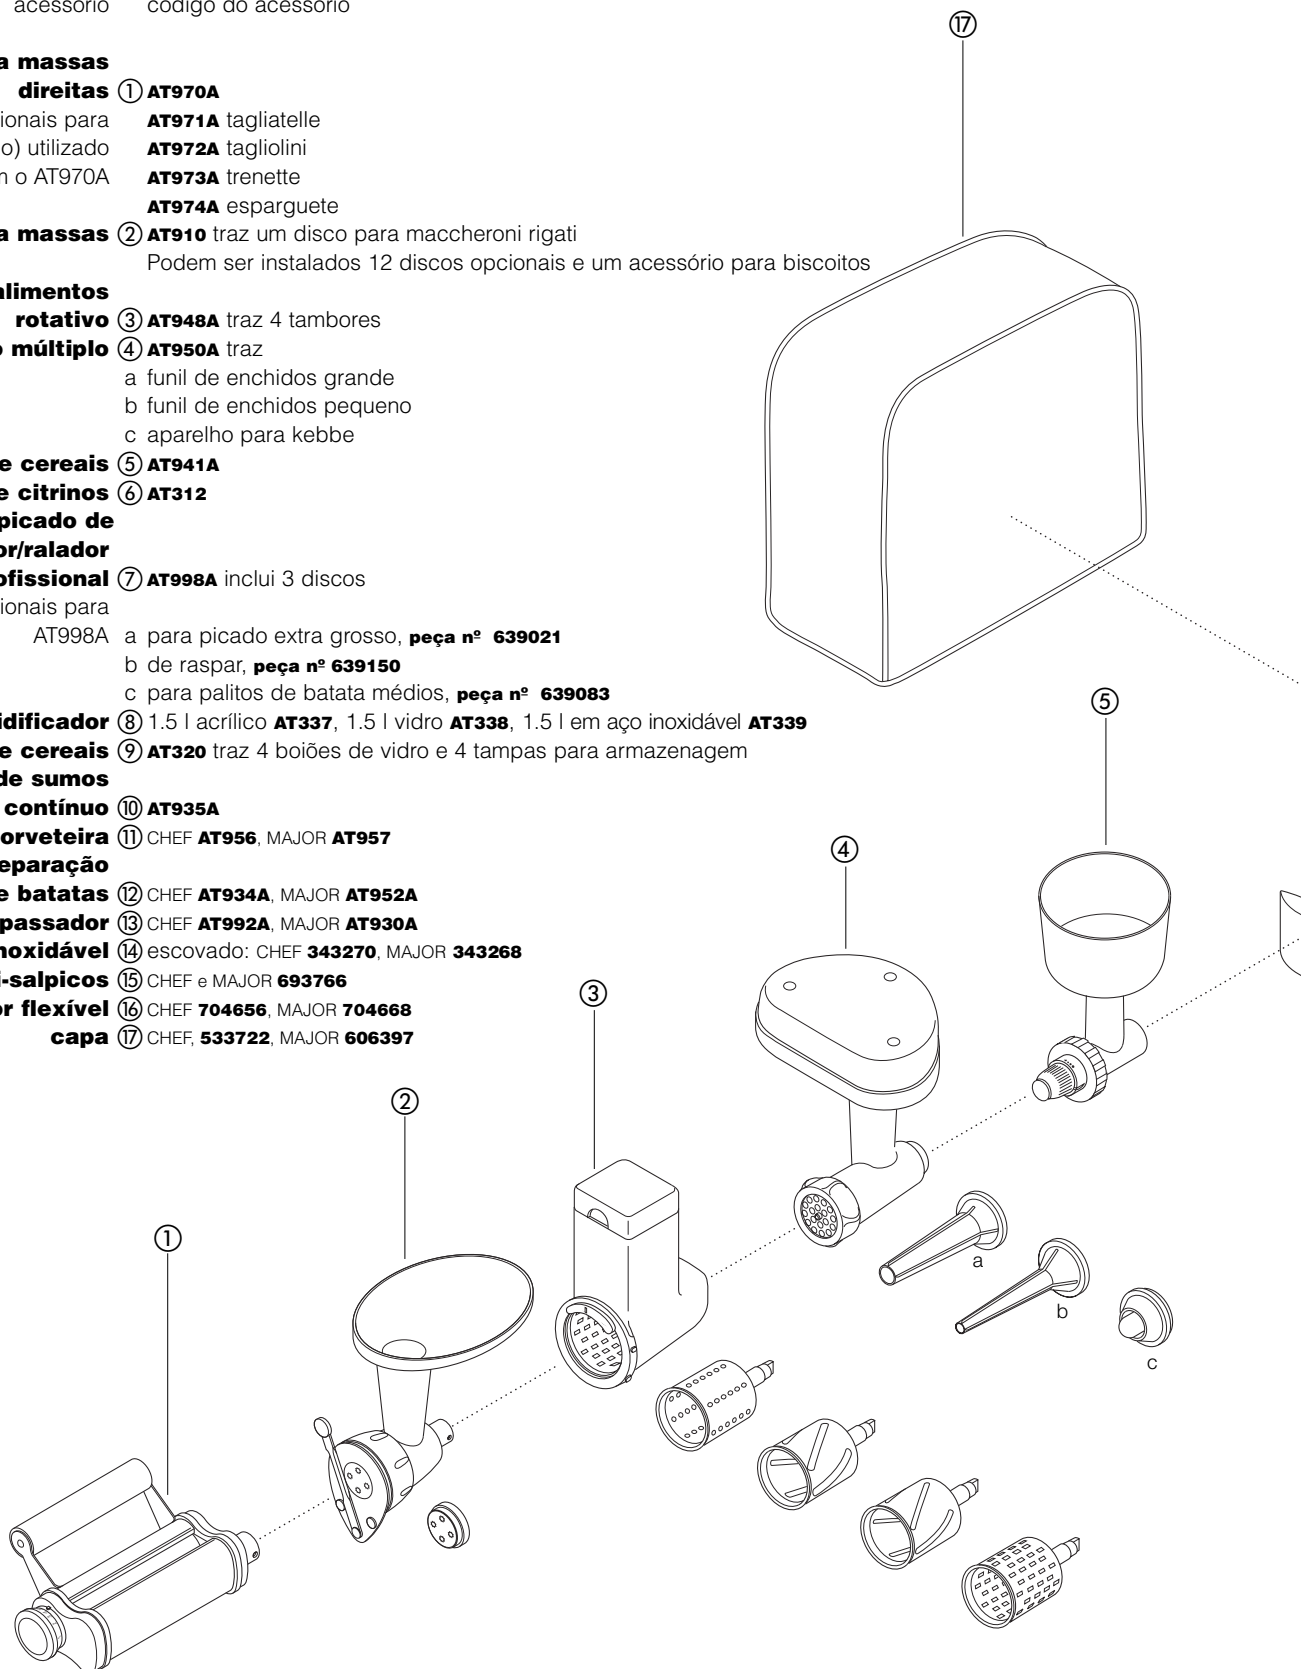 acessório código do acessório
a massas
direitas ① AT970A
ionais para AT971A tagliatelle
o) utilizado AT972A tagliolini
o AT970A AT973A trenette
AT974A esparguete
a massas ② AT910 traz um disco para maccheroni rigati
Podem ser instalados 12 discos opcionais e um acessório para biscoitos
alimentos
rotativo ③ AT948A traz 4 tambores
o múltiplo ④ AT950A traz
a funil de enchidos grande
b funil de enchidos pequeno
c aparelho para kebbe
e cereais ⑤ AT941A
e citrinos ⑥ AT312
picado de
or/ralador
ofissional ⑦ AT998A inclui 3 discos
ionais para
AT998A a para picado extra grosso, peça nº 639021
b de raspar, peça nº 639150
c para palitos de batata médios, peça nº 639083
idificador ⑧ 1.5 l acrílico AT337, 1.5 l vidro AT338, 1.5 l em aço inoxidável AT339
e cereais ⑨ AT320 traz 4 boiões de vidro e 4 tampas para armazenagem
de sumos
contínuo ⑩ AT935A
orveteira ⑪ CHEF AT956, MAJOR AT957
eparação
e batatas ⑫ CHEF AT934A, MAJOR AT952A
passador ⑬ CHEF AT992A, MAJOR AT930A
noxidável ⑭ escovado: CHEF 343270, MAJOR 343268
i-salpicos ⑮ CHEF e MAJOR 693766
or flexível ⑯ CHEF 704656, MAJOR 704668
capa ⑰ CHEF, 533722, MAJOR 606397
⑰
⑤
④
③
②
①
a
b
c